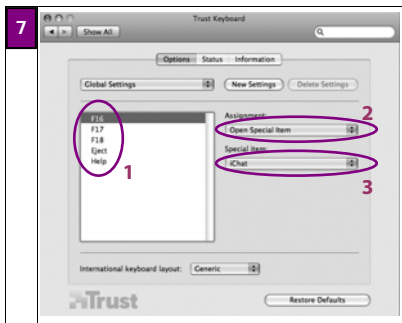 7
Trust Keyboard
Show All
Options Status Information
Global Settings New Settings Delete Settings
F16
F17
F18
Eject
Help
1
Assignment:
2
Open Special Item
Special Item:
iChat
3
International keyboard layout: Generic
Trust Restore Defaults